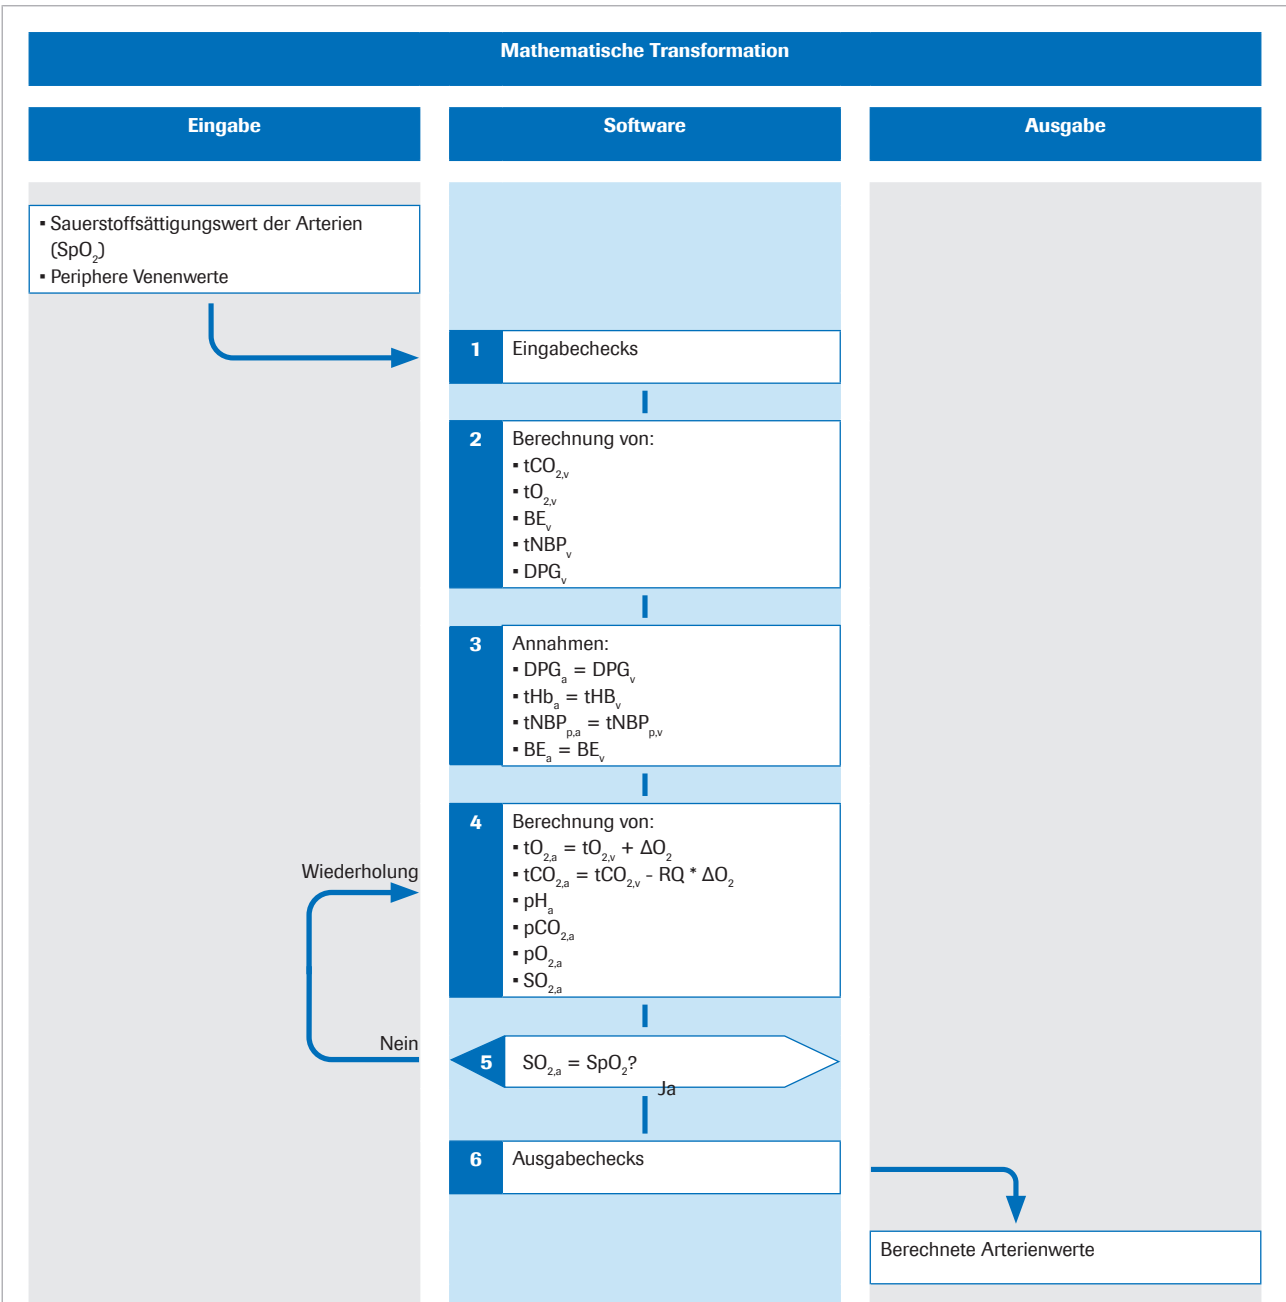 Mathematische Transformation
Eingabe
Software
Ausgabe
▪ Sauerstoffsättigungswert der Arterien
(SpO₂)
▪ Periphere Venenwerte
1 Eingabechecks
2 Berechnung von:
▪ tCO₂,ᵥ
▪ tO₂,ᵥ
▪ BEᵥ
▪ tNBPᵥ
▪ DPGᵥ
3 Annahmen:
▪ DPGₐ = DPGᵥ
▪ tHbₐ = tHBᵥ
▪ tNBPₚ,ₐ = tNBPₚ,ᵥ
▪ BEₐ = BEᵥ
4 Berechnung von:
▪ tO₂,ₐ = tO₂,ᵥ + ΔO₂
▪ tCO₂,ₐ = tCO₂,ᵥ - RQ * ΔO₂
▪ pHₐ
▪ pCO₂,ₐ
▪ pO₂,ₐ
▪ SO₂,ₐ
Wiederholung
Nein
5 SO₂,ₐ = SpO₂?
Ja
6 Ausgabechecks
Berechnete Arterienwerte